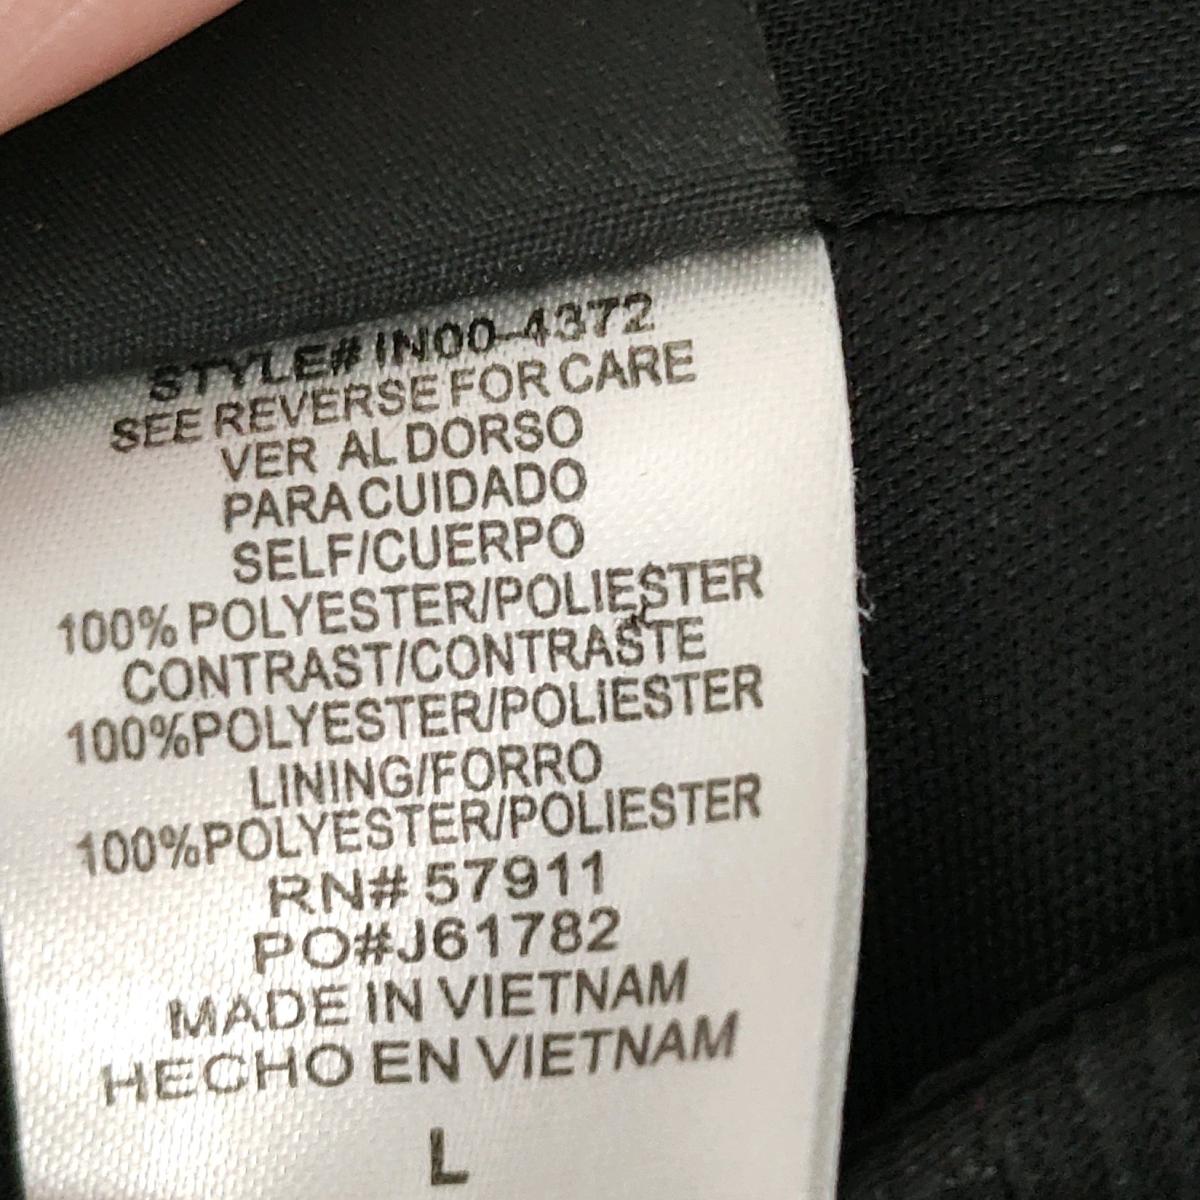 STYLE# IN00-4372
SEE REVERSE FOR CARE
VER AL DORSO
PARA CUIDADO
SELF/CUERPO
100% POLYESTER/POLIESTER
CONTRAST/CONTRASTE
100%POLYESTER/POLIESTER
LINING/FORRO
100%POLYESTER/POLIESTER
RN# 57911
PO#J61782
MADE IN VIETNAM
HECHO EN VIETNAM
L